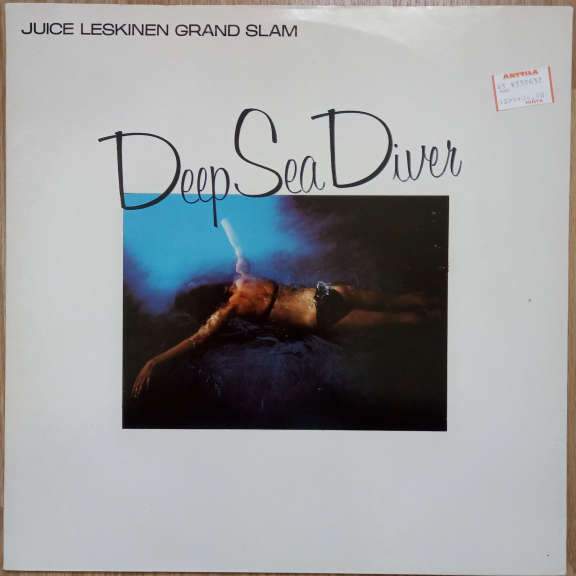 JUICE LESKINEN GRAND SLAM
ANTTILA
Deep Sea Diver